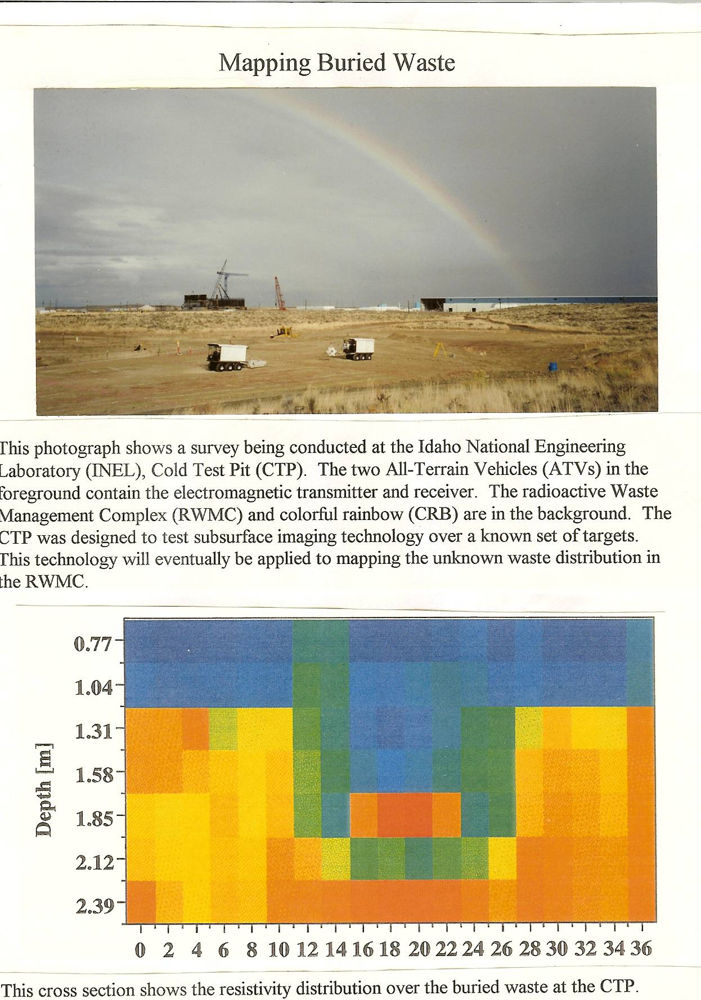 Mapping Buried Waste
This photograph shows a survey being conducted at the Idaho National Engineering
Laboratory (INEL), Cold Test Pit (CTP). The two All-Terrain Vehicles (ATVs) in the
foreground contain the electromagnetic transmitter and receiver. The radioactive Waste
Management Complex (RWMC) and colorful rainbow (CRB) are in the background. The
CTP was designed to test subsurface imaging technology over a known set of targets.
This technology will eventually be applied to mapping the unknown waste distribution in
the RWMC.
Depth [m]
0.77
1.04
1.31
1.58
1.85
2.12
2.39
0 2 4 6 8 10 12 14 16 18 20 22 24 26 28 30 32 34 36
This cross section shows the resistivity distribution over the buried waste at the CTP.